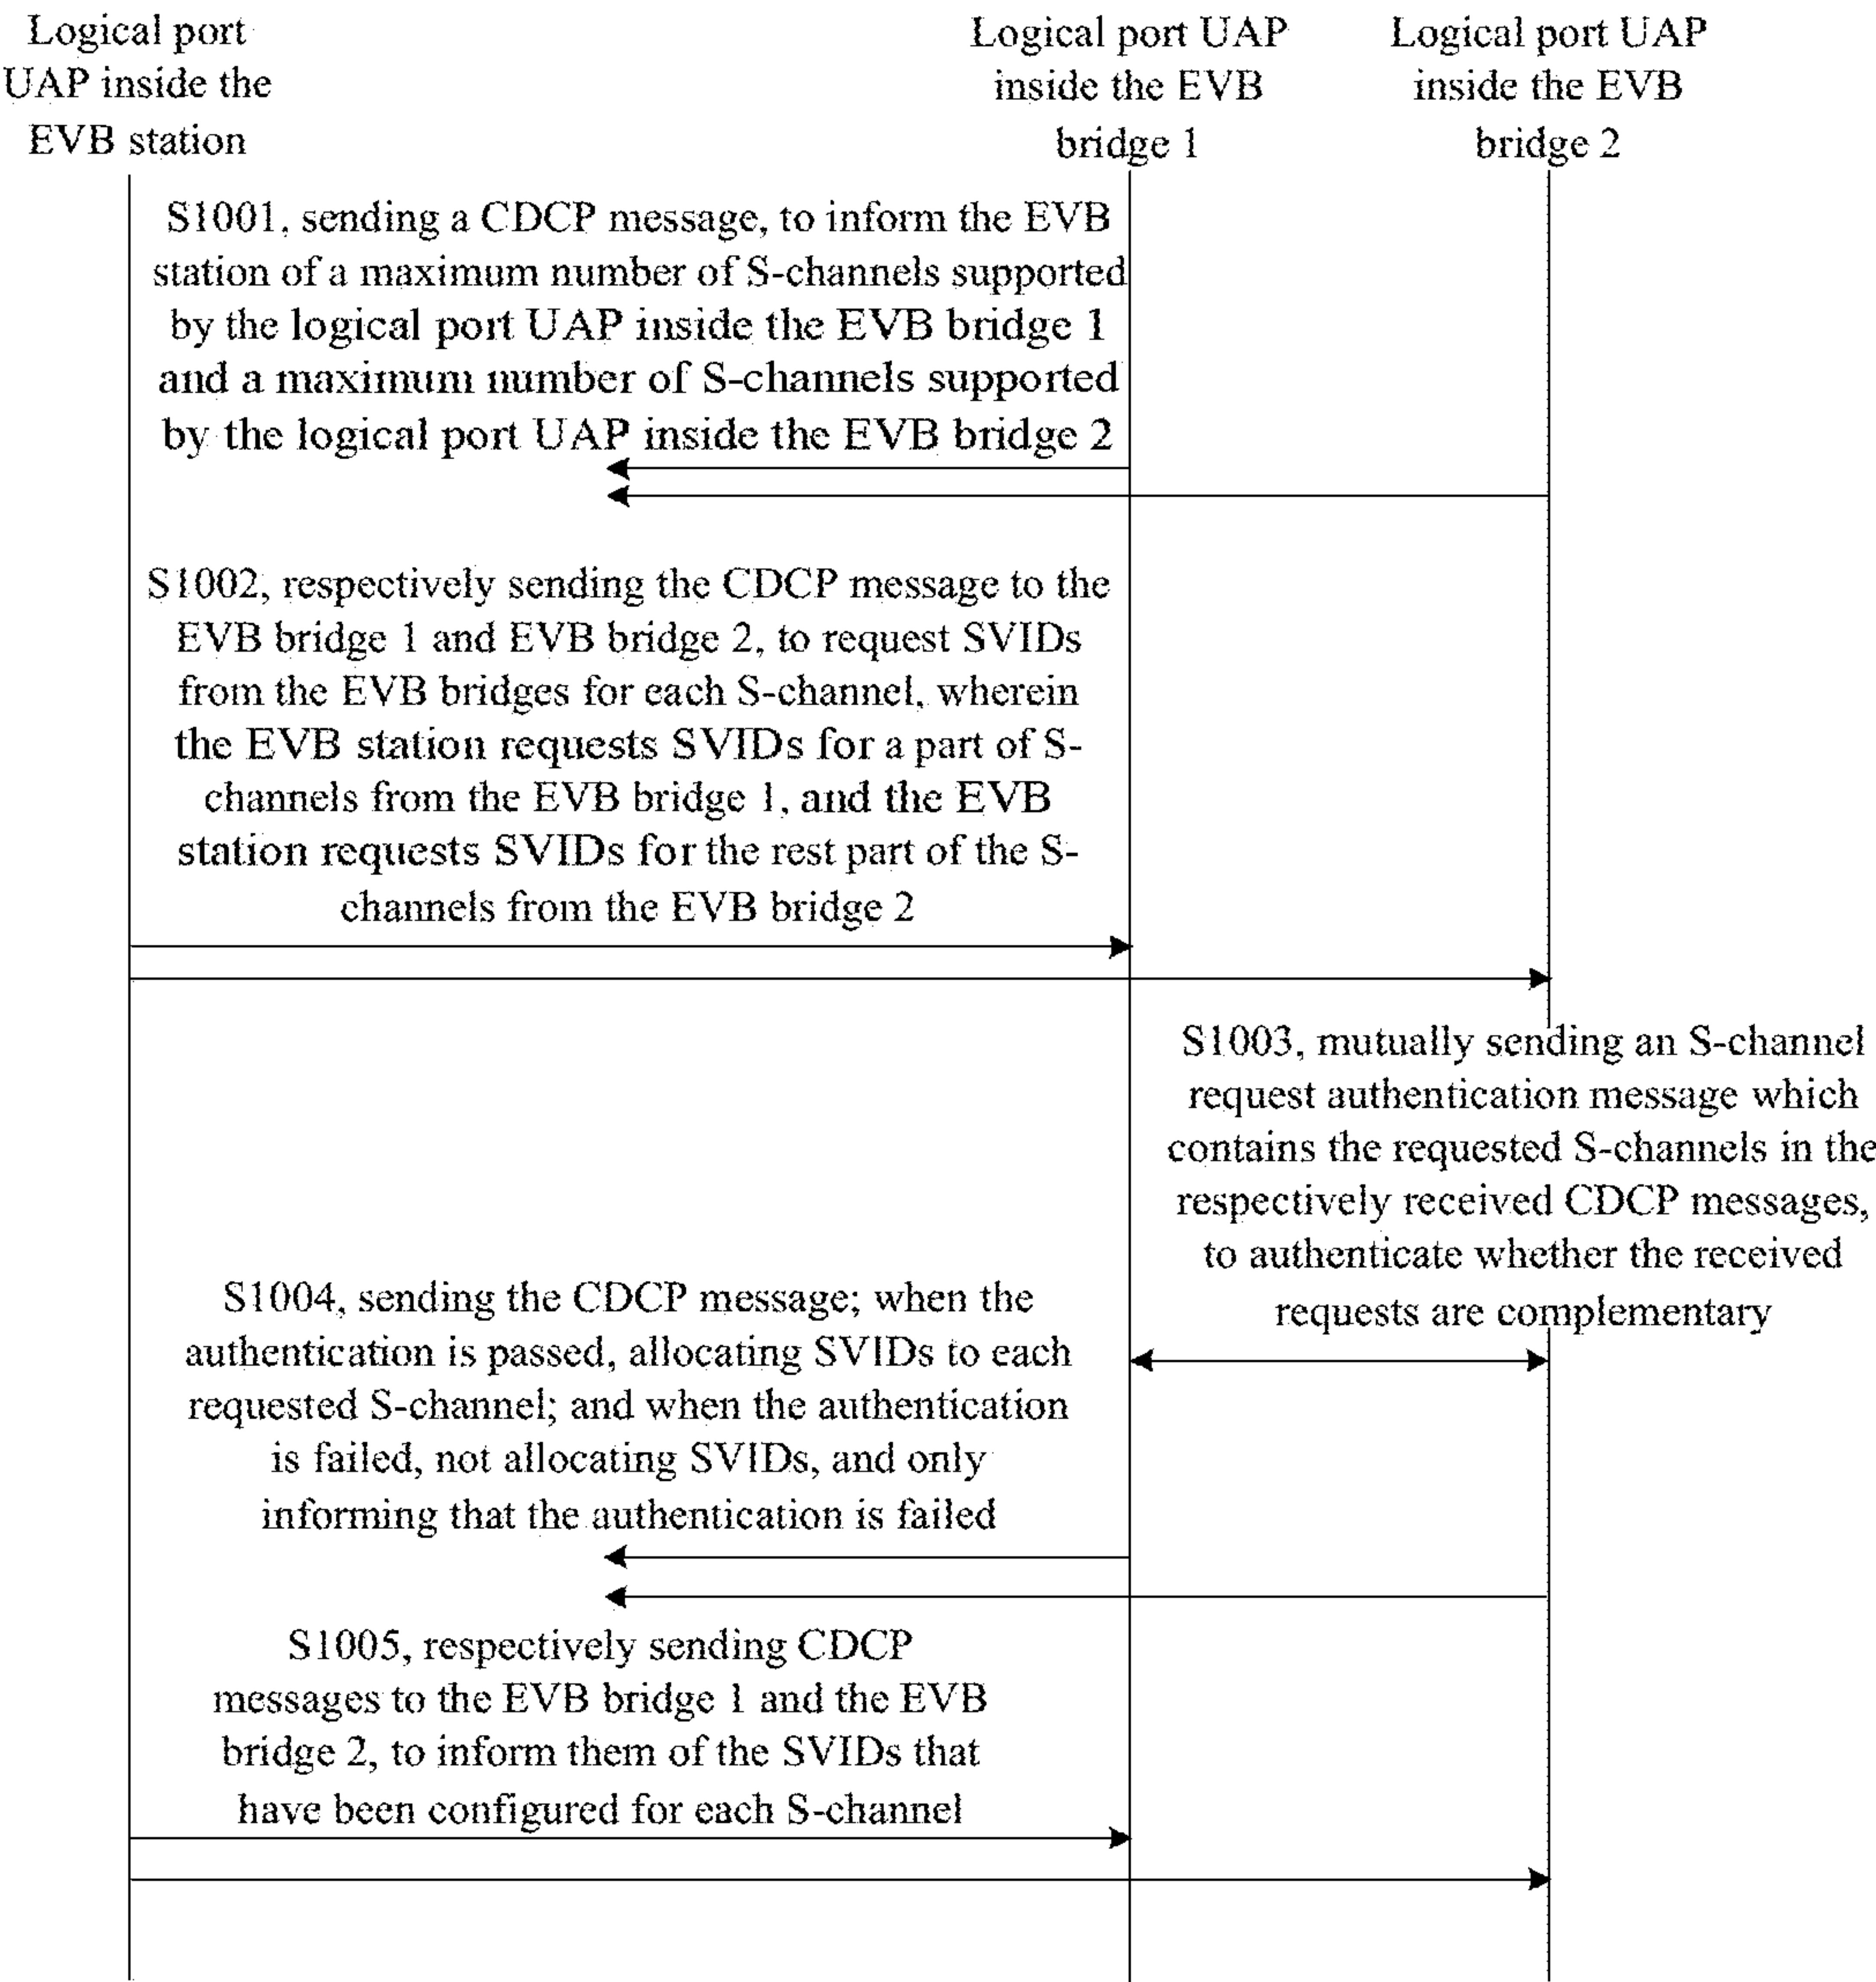 Logical port
UAP inside the
EVB station
Logical port UAP
inside the EVB
bridge 1
Logical port UAP
inside the EVB
bridge 2
S1001, sending a CDCP message, to inform the EVB
station of a maximum number of S-channels supported
by the logical port UAP inside the EVB bridge 1
and a maximum number of S-channels supported
by the logical port UAP inside the EVB bridge 2
S1002, respectively sending the CDCP message to the
EVB bridge 1 and EVB bridge 2, to request SVIDs
from the EVB bridges for each S-channel, wherein
the EVB station requests SVIDs for a part of S-
channels from the EVB bridge 1, and the EVB
station requests SVIDs for the rest part of the S-
channels from the EVB bridge 2
S1003, mutually sending an S-channel
request authentication message which
contains the requested S-channels in the
respectively received CDCP messages,
to authenticate whether the received
requests are complementary
S1004, sending the CDCP message; when the
authentication is passed, allocating SVIDs to each
requested S-channel; and when the authentication
is failed, not allocating SVIDs, and only
informing that the authentication is failed
S1005, respectively sending CDCP
messages to the EVB bridge 1 and the EVB
bridge 2, to inform them of the SVIDs that
have been configured for each S-channel